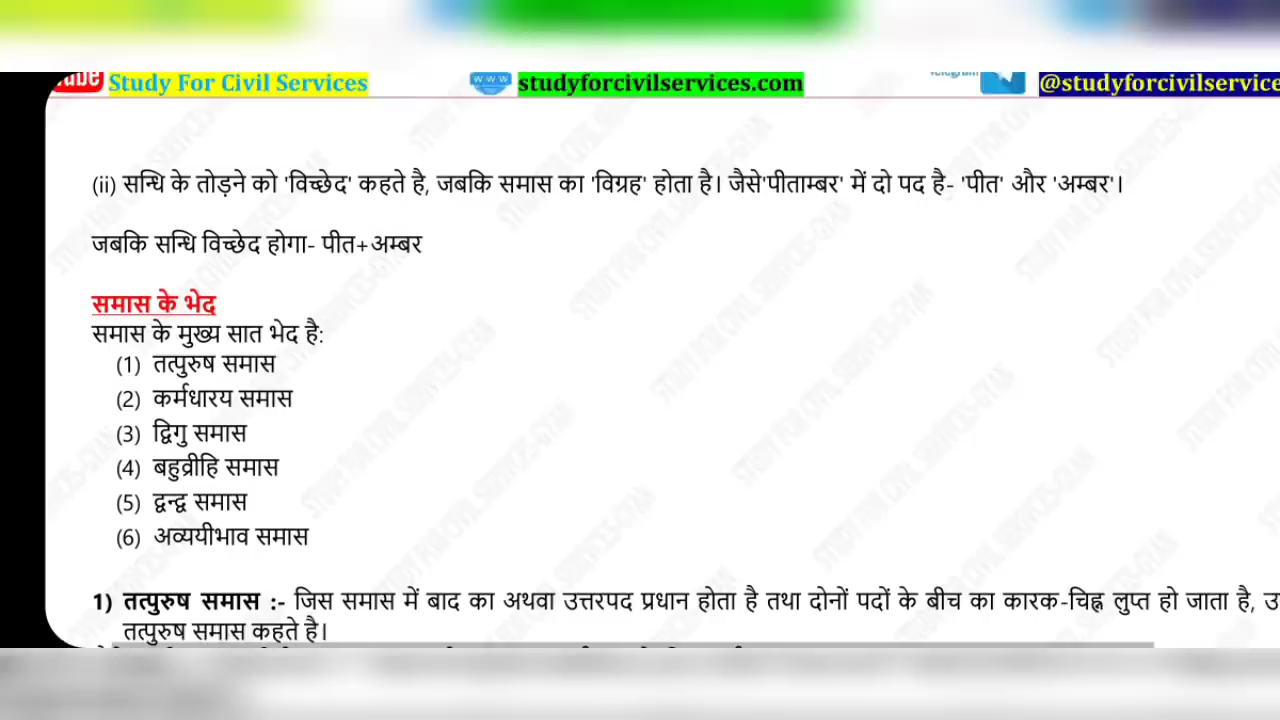 Study For Civil Services
studyforcivilservices.com
@studyforcivilservice
(ii) सन्धि के तोड़ने को 'विच्छेद' कहते है, जबकि समास का 'विग्रह' होता है। जैसे'पीताम्बर' में दो पद है- 'पीत' और 'अम्बर'।
जबकि सन्धि विच्छेद होगा- पीत+अम्बर
समास के भेद
समास के मुख्य सात भेद है:
(1) तत्पुरुष समास
(2) कर्मधारय समास
(3) द्विगु समास
(4) बहुव्रीहि समास
(5) द्वन्द्व समास
(6) अव्ययीभाव समास
1) तत्पुरुष समास :- जिस समास में बाद का अथवा उत्तरपद प्रधान होता है तथा दोनों पदों के बीच का कारक-चिह्न लुप्त हो जाता है,
तत्पुरुष समास कहते है।